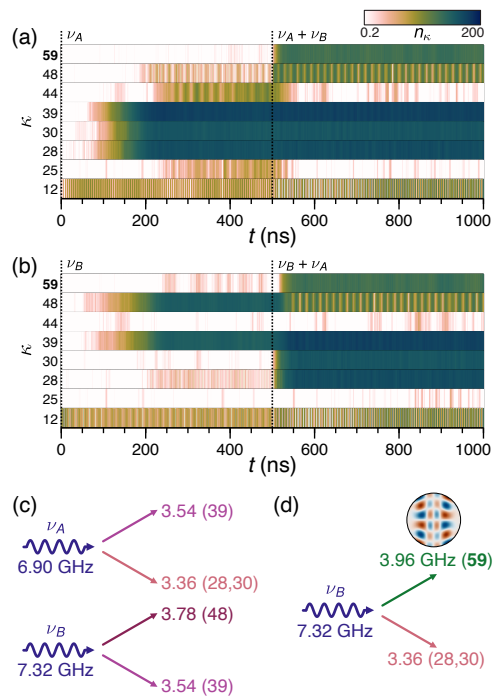 (a)
ν_A
ν_A + ν_B
0.2
n_κ
200
59
48
44
39
30
28
25
12
κ
0
200
400
600
800
1000
t (ns)
(b)
ν_B
ν_B + ν_A
59
48
44
39
30
28
25
12
κ
0
200
400
600
800
1000
t (ns)
(c)
ν_A
6.90 GHz
3.54 (39)
3.36 (28,30)
ν_B
7.32 GHz
3.78 (48)
3.54 (39)
(d)
3.96 GHz (59)
ν_B
7.32 GHz
3.36 (28,30)